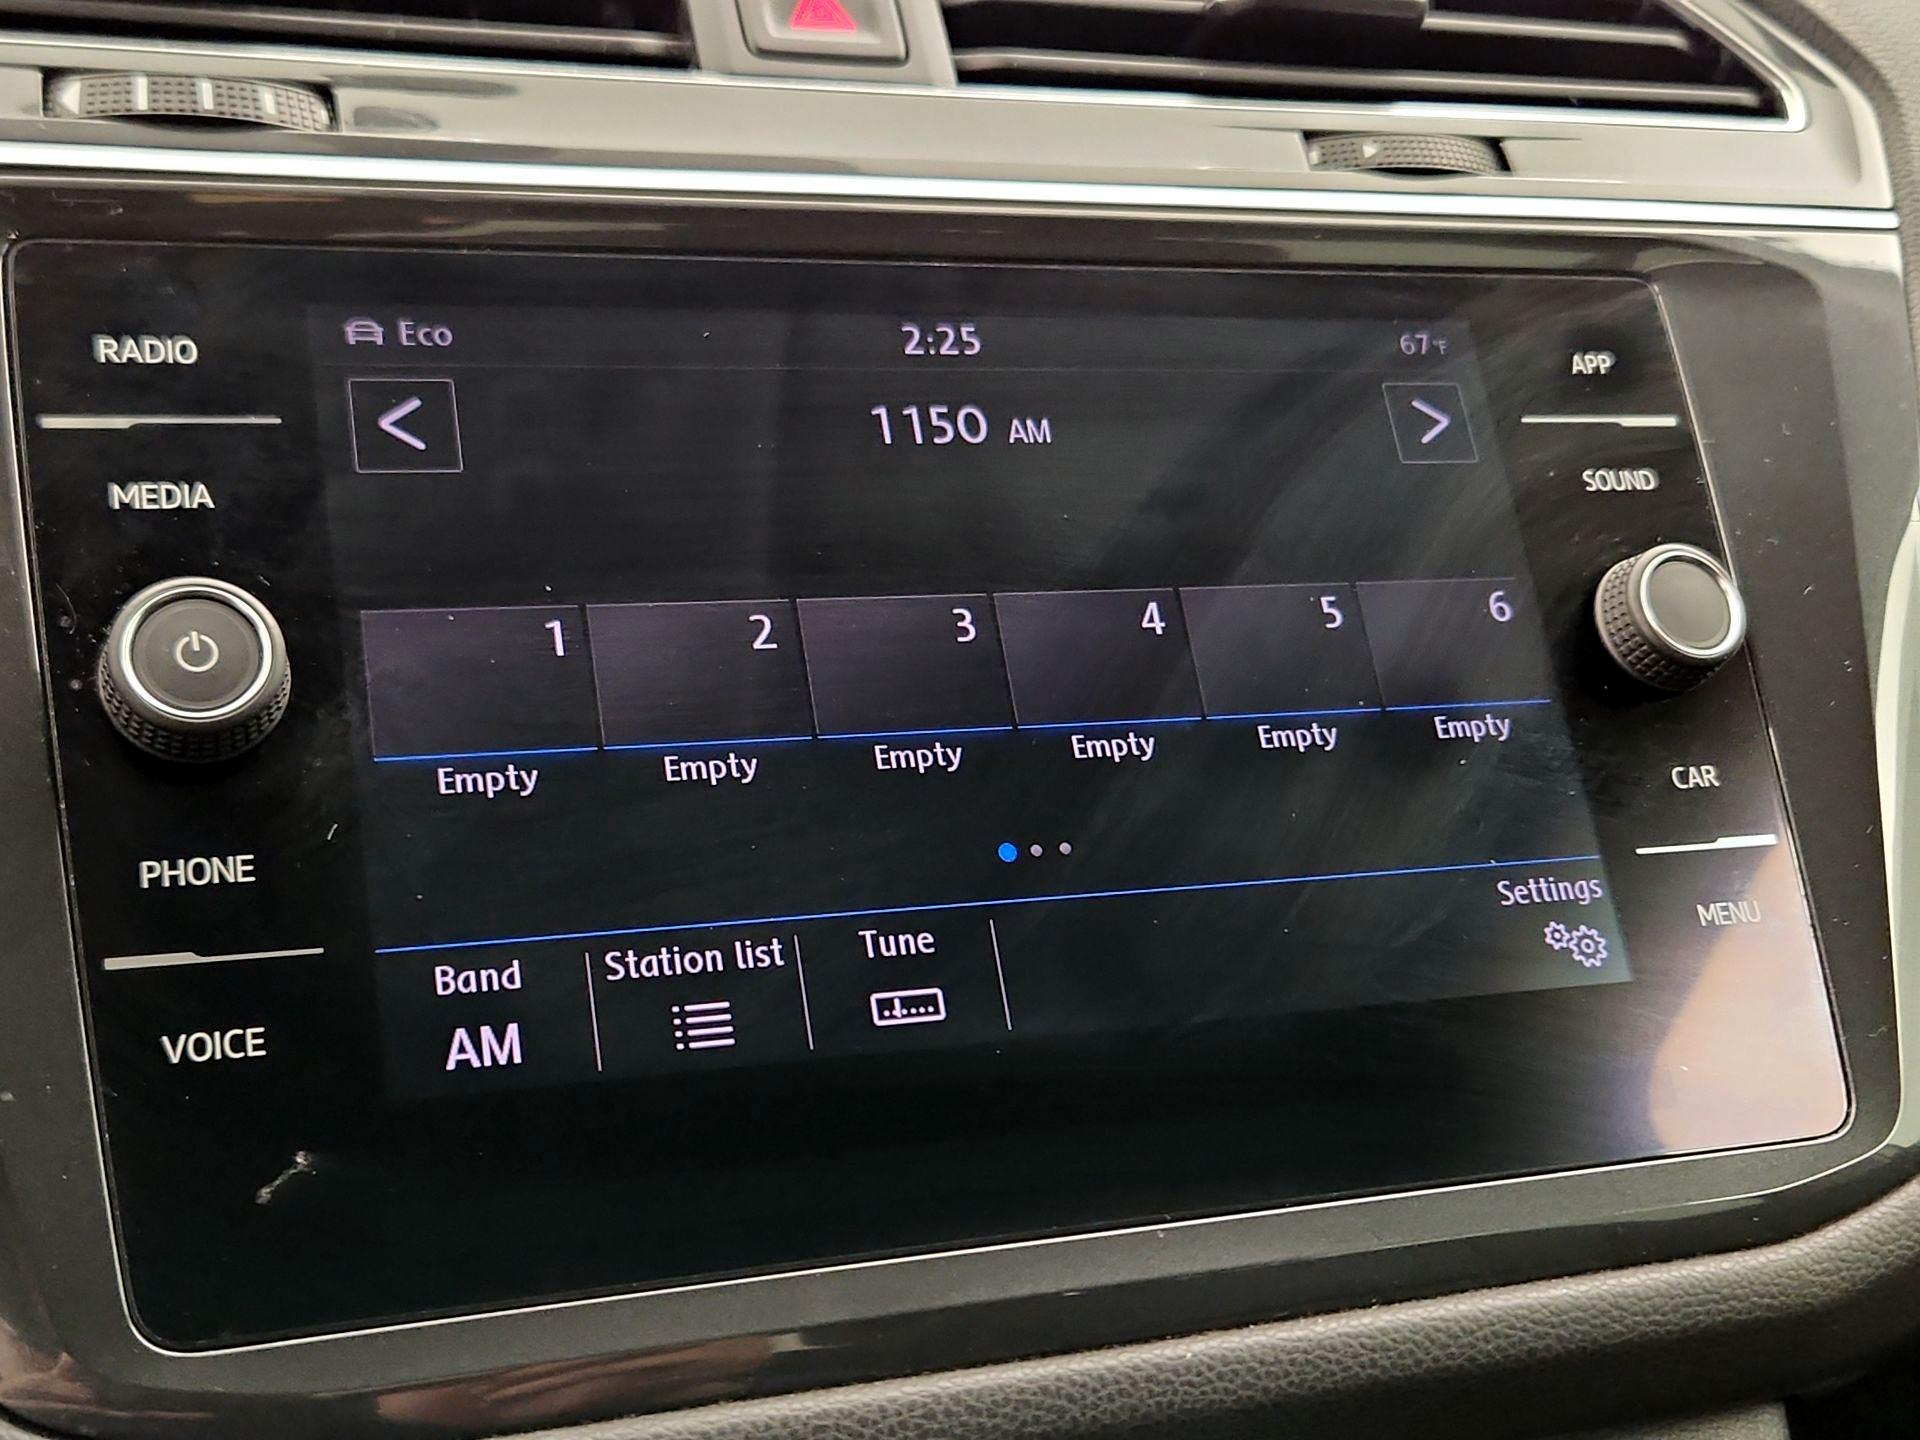 RADIO
MEDIA
PHONE
VOICE
Eco
2:25
67°F
<
1150 AM
>
1 2 3 4 5 6
Empty Empty Empty Empty Empty Empty
Settings
Band
AM
Station list
Tune
APP
SOUND
CAR
MENU